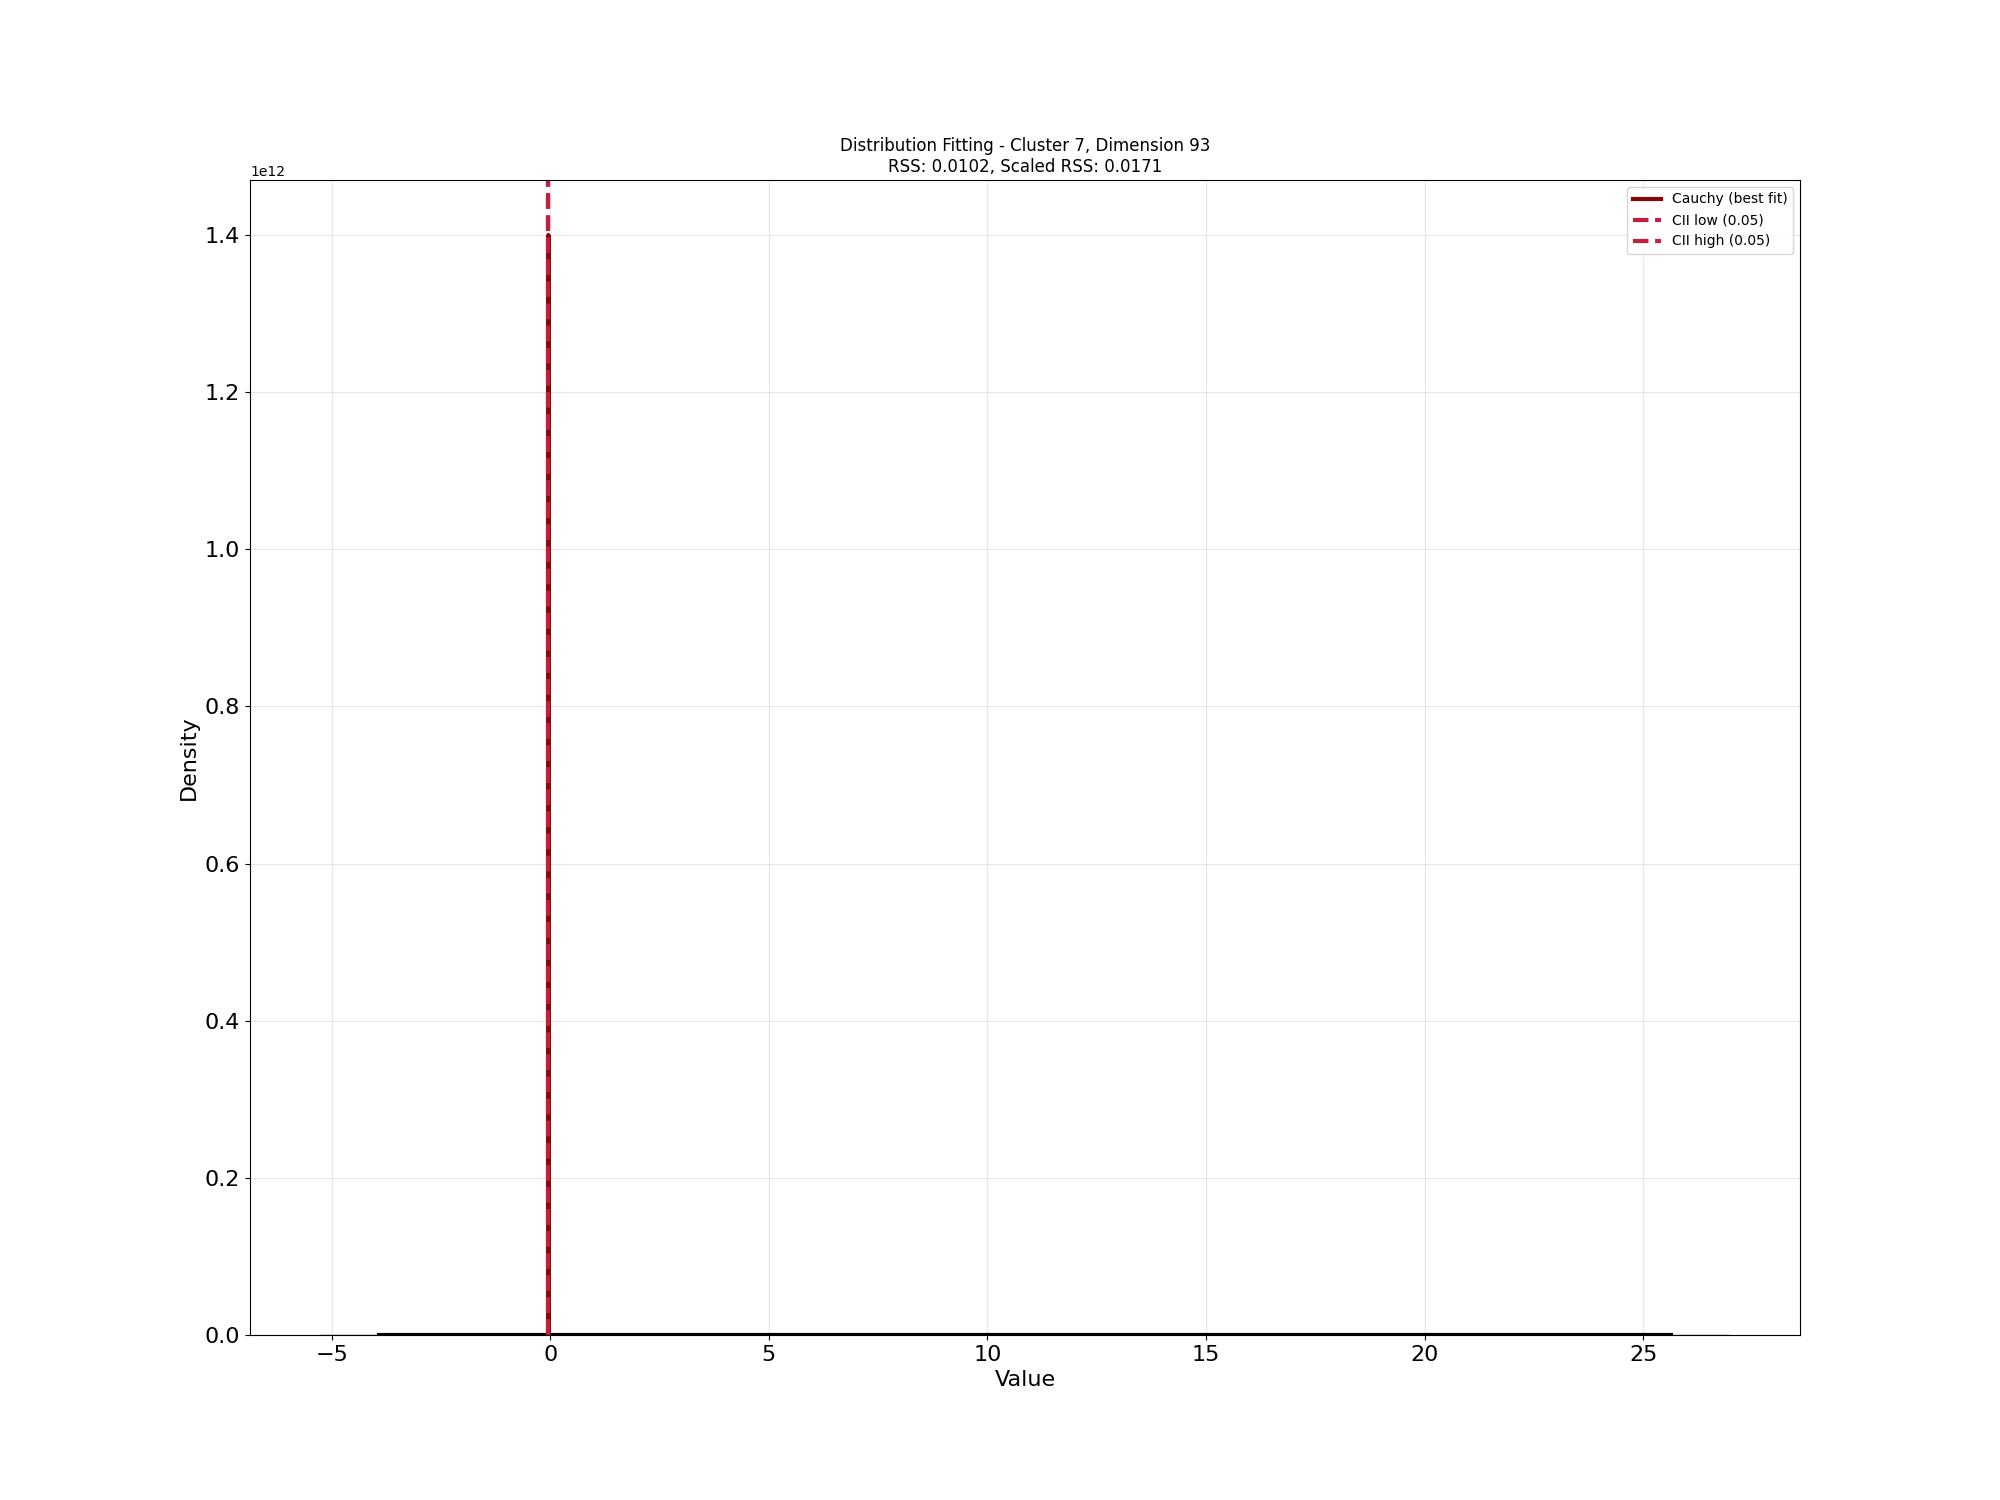 Distribution Fitting - Cluster 7, Dimension 93
RSS: 0.0102, Scaled RSS: 0.0171
1e12
Cauchy (best fit)
CII low (0.05)
CII high (0.05)
1.4
1.2
1.0
0.8
0.6
0.4
0.2
0.0
Density
−5
0
5
10
15
20
25
Value